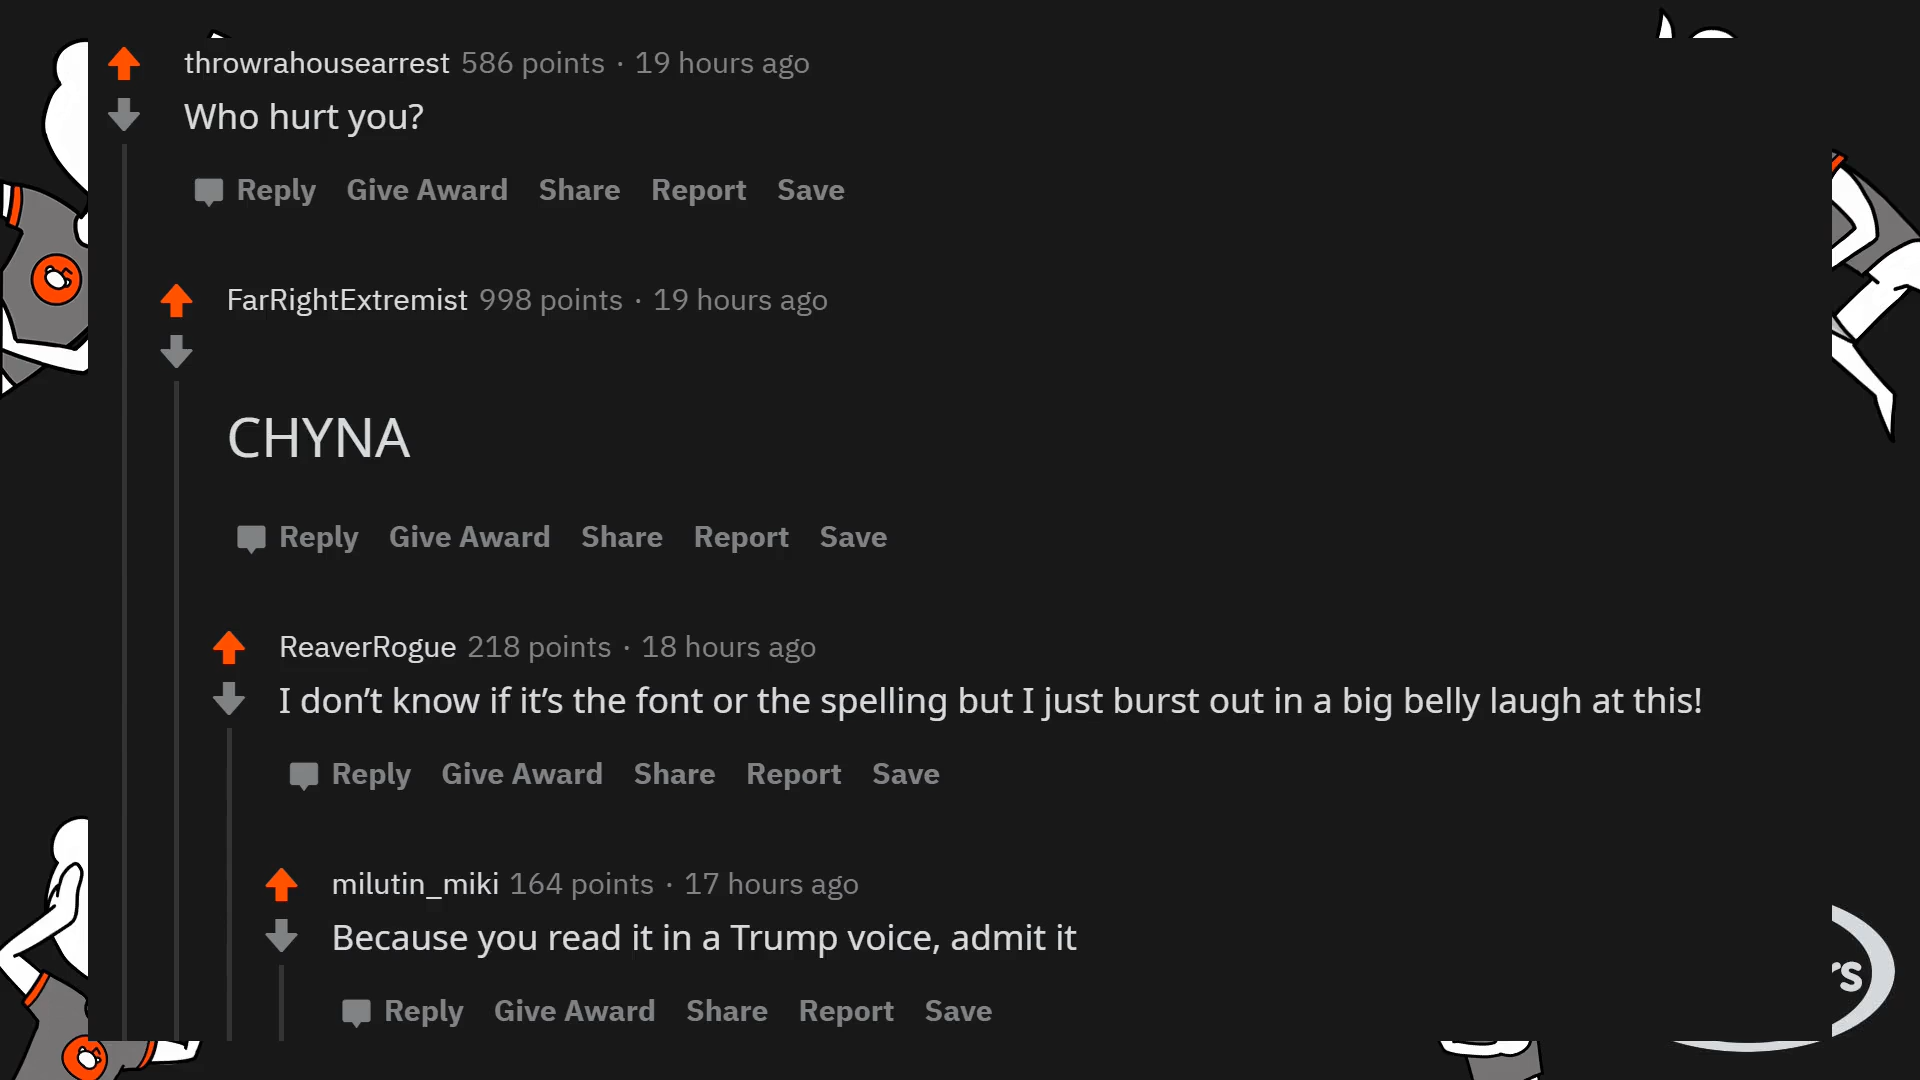 throwrahousearrest 586 points · 19 hours ago
Who hurt you?
Reply Give Award Share Report Save
FarRightExtremist 998 points · 19 hours ago
CHYNA
Reply Give Award Share Report Save
ReaverRogue 218 points · 18 hours ago
I don’t know if it’s the font or the spelling but I just burst out in a big belly laugh at this!
Reply Give Award Share Report Save
milutin_miki 164 points · 17 hours ago
Because you read it in a Trump voice, admit it
Reply Give Award Share Report Save